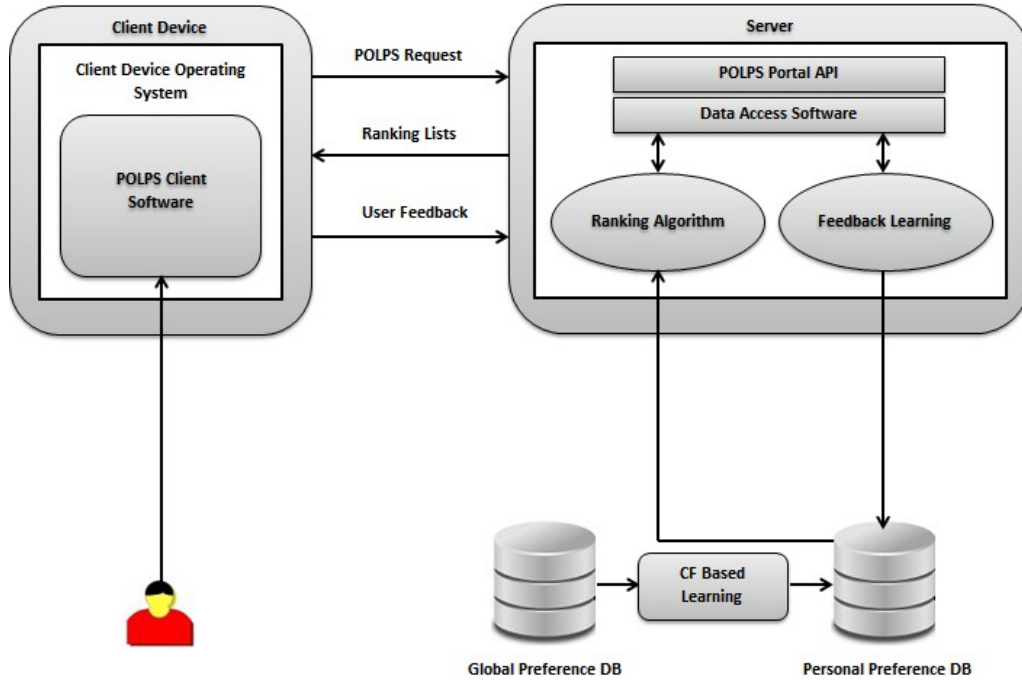 Client Device
Client Device Operating
System
POLPS Client
Software
POLPS Request
Ranking Lists
User Feedback
Server
POLPS Portal API
Data Access Software
Ranking Algorithm
Feedback Learning
CF Based
Learning
Global Preference DB
Personal Preference DB